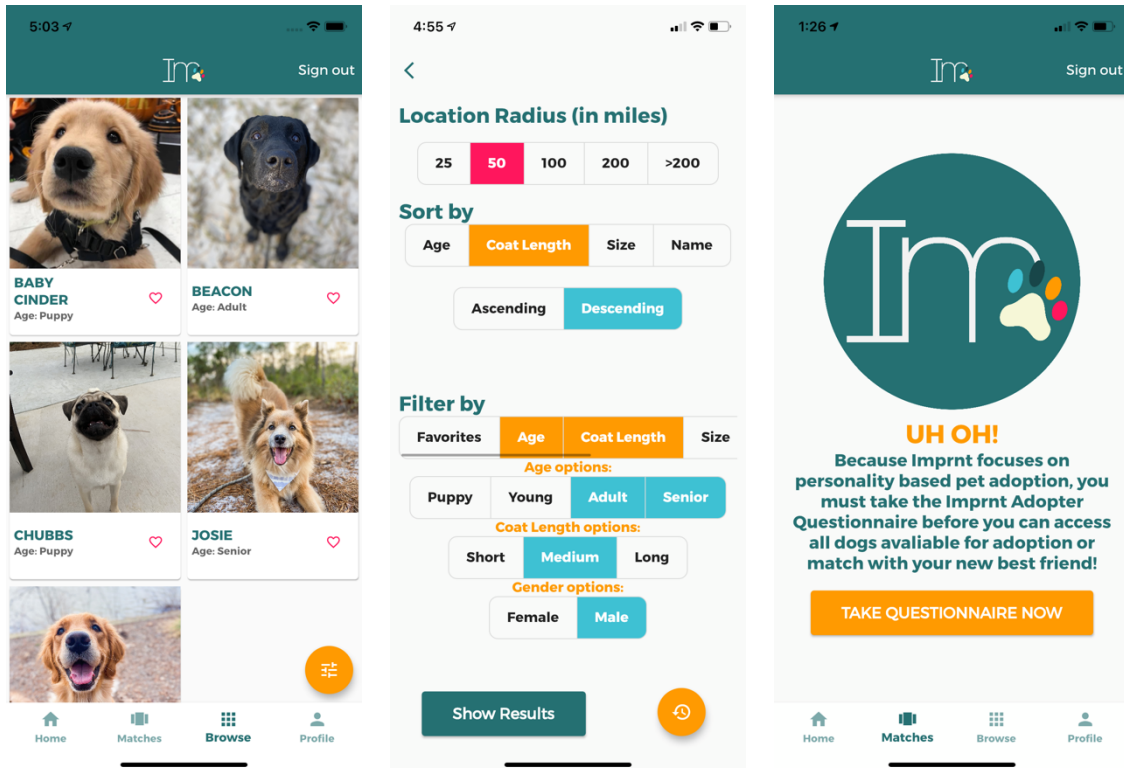 5:03
Im
Sign out
BABY
CINDER
Age: Puppy
BEACON
Age: Adult
CHUBBS
Age: Puppy
JOSIE
Age: Senior
Home
Matches
Browse
Profile
4:55
Location Radius (in miles)
25 50 100 200 >200
Sort by
Age Coat Length Size Name
Ascending Descending
Filter by
Favorites Age Coat Length Size
Age options:
Puppy Young Adult Senior
Coat Length options:
Short Medium Long
Gender options:
Female Male
Show Results
1:26
Im
Sign out
Im
UH OH!
Because Imprnt focuses on
personality based pet adoption, you
must take the Imprnt Adopter
Questionnaire before you can access
all dogs avaliable for adoption or
match with your new best friend!
TAKE QUESTIONNAIRE NOW
Home
Matches
Browse
Profile